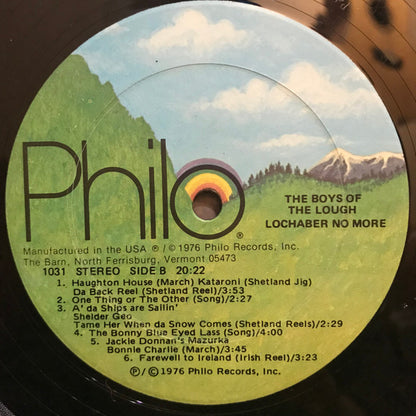 Philo®
THE BOYS OF
THE LOUGH
LOCHABER NO MORE
Manufactured in the USA ℗/© 1976 Philo Records, Inc.
The Barn, North Ferrisburg, Vermont 05473
1031 STEREO SIDE B 20:22
1. Haughton House (March) Kataroni (Shetland Jig)
Da Back Reel (Shetland Reel)/3:53
2. One Thing or The Other (Song)/2:27
3. A' da Ships are Sailin'
Shelder Geo
Tame Her When da Snow Comes (Shetland Reels)/2:29
4. The Bonny Blue Eyed Lass (Song)/4:00
5. Jackie Donnan's Mazurka
Bonnie Charlie (March)/3:45
6. Farewell to Ireland (Irish Reel)/3:23
℗/© 1976 Philo Records, Inc.